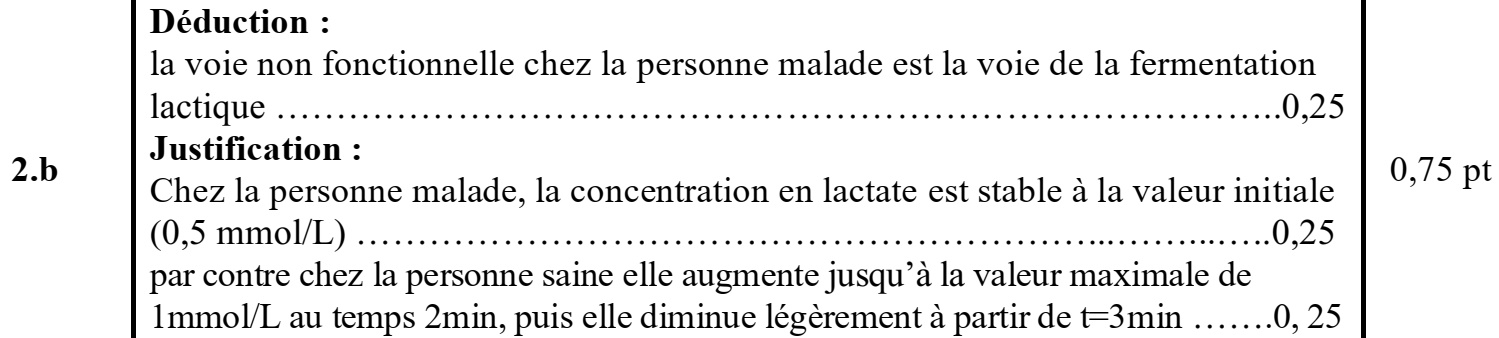 Déduction :
la voie non fonctionnelle chez la personne malade est la voie de la fermentation
lactique …………………………………………………………………………..0,25
Justification :
2.b
0,75 pt
Chez la personne malade, la concentration en lactate est stable à la valeur initiale
(0,5 mmol/L) …………………………………………………………..……...…..0,25
par contre chez la personne saine elle augmente jusqu’à la valeur maximale de
1mmol/L au temps 2min, puis elle diminue légèrement à partir de t=3min …….0, 25